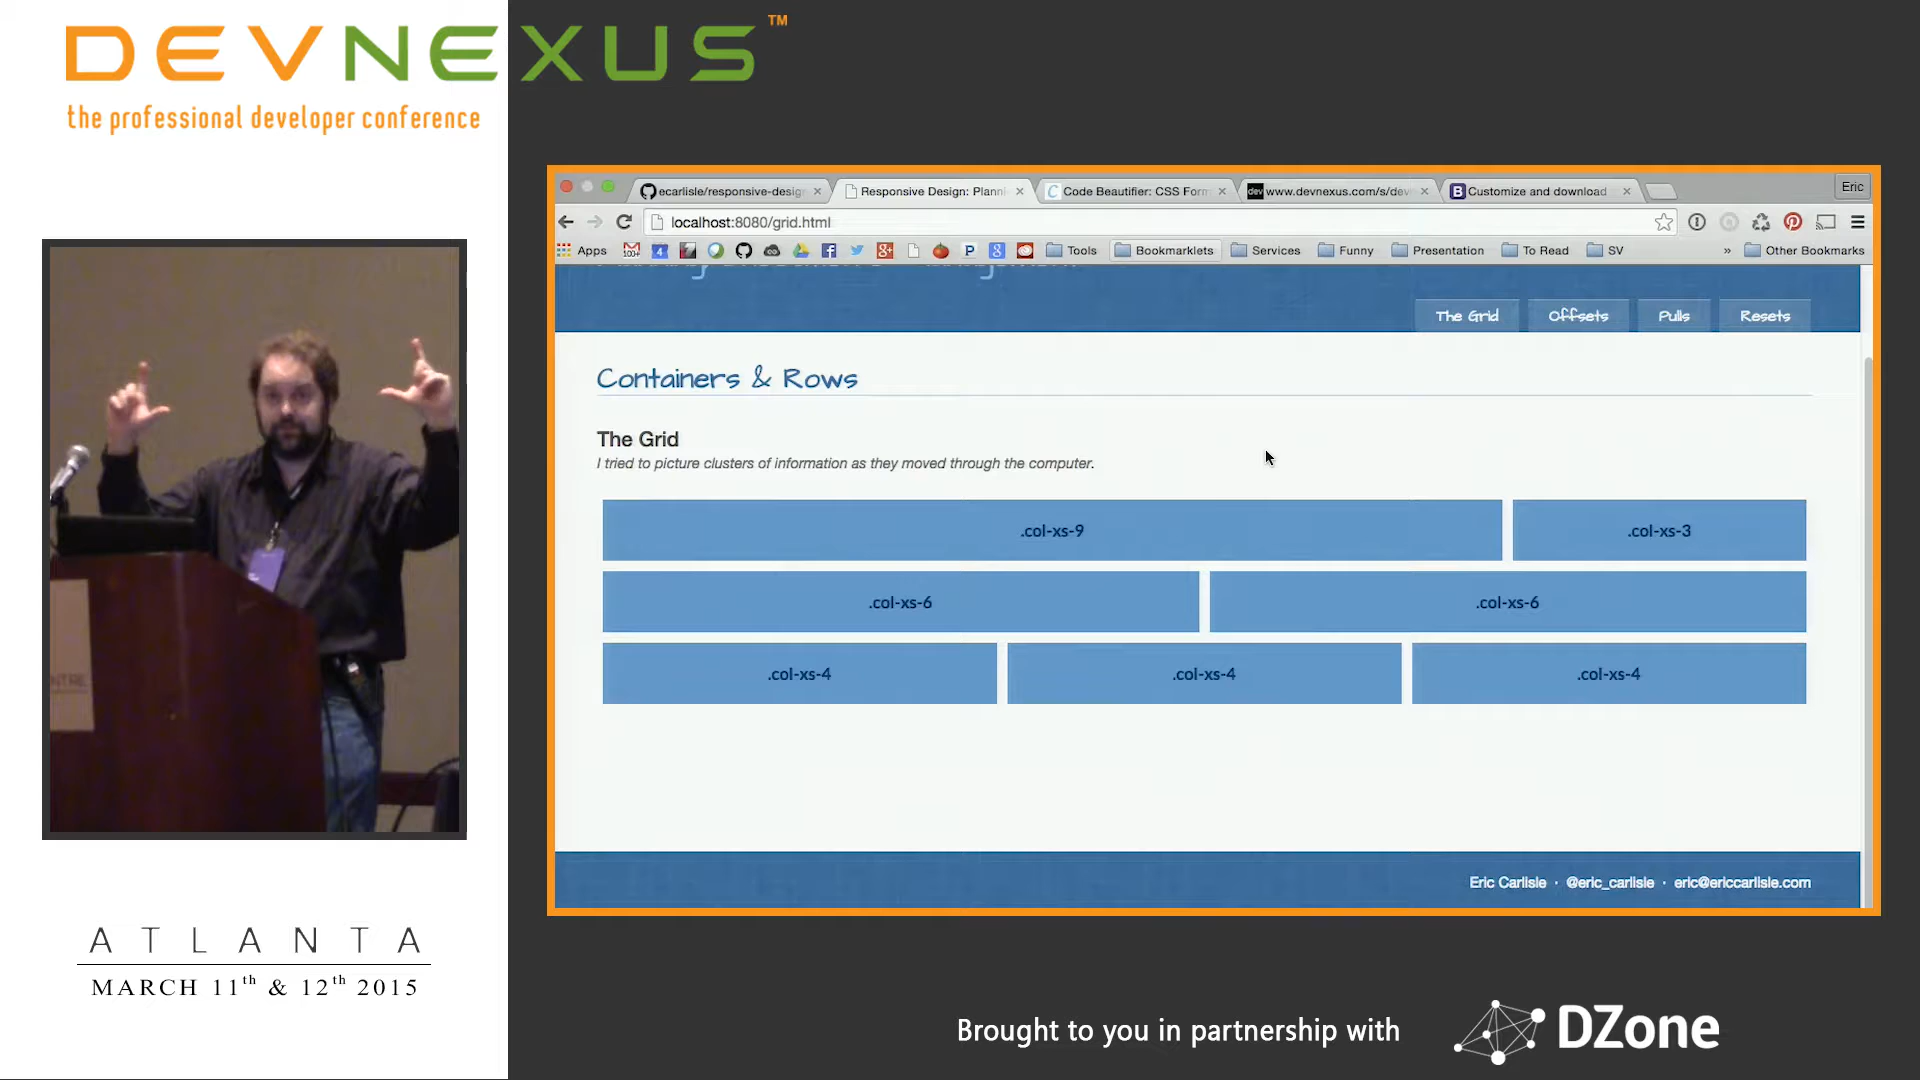 DEVNEXUS™
the professional developer conference
ecarlisle/responsive-desig
Responsive Design: Planni
Code Beautifier: CSS Form
www.devnexus.com/s/dev
Customize and download
Eric
localhost:8080/grid.html
Apps
Tools
Bookmarklets
Services
Funny
Presentation
To Read
SV
»
Other Bookmarks
The Grid
Offsets
Pulls
Resets
Containers & Rows
The Grid
I tried to picture clusters of information as they moved through the computer.
.col-xs-9
.col-xs-3
.col-xs-6
.col-xs-6
.col-xs-4
.col-xs-4
.col-xs-4
Eric Carlisle · @eric_carlisle · eric@ericcarlisle.com
ATLANTA
MARCH 11th & 12th 2015
Brought to you in partnership with
DZone